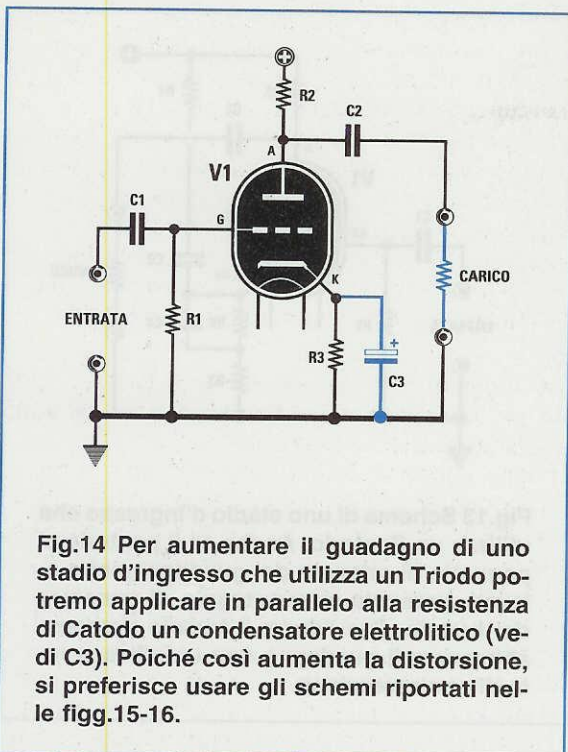 R2
C2
A
V1
C1
G
K
CARICO
ENTRATA
R1
R3
+
C3
Fig.14 Per aumentare il guadagno di uno
stadio d'ingresso che utilizza un Triodo po-
tremo applicare in parallelo alla resistenza
di Catodo un condensatore elettrolitico (ve-
di C3). Poiché così aumenta la distorsione,
si preferisce usare gli schemi riportati nel-
le figg.15-16.